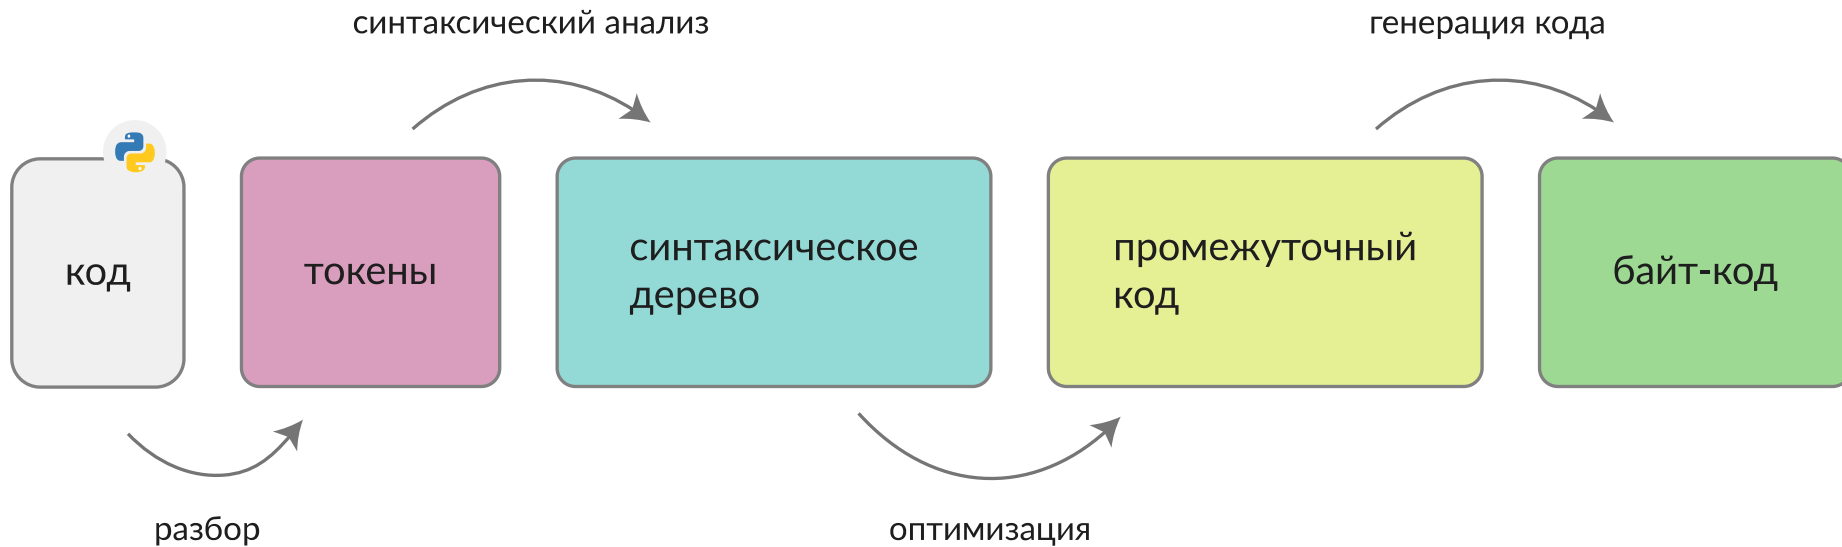 синтаксический анализ
генерация кода
код
токены
синтаксическое
дерево
промежуточный
код
байт-код
разбор
оптимизация